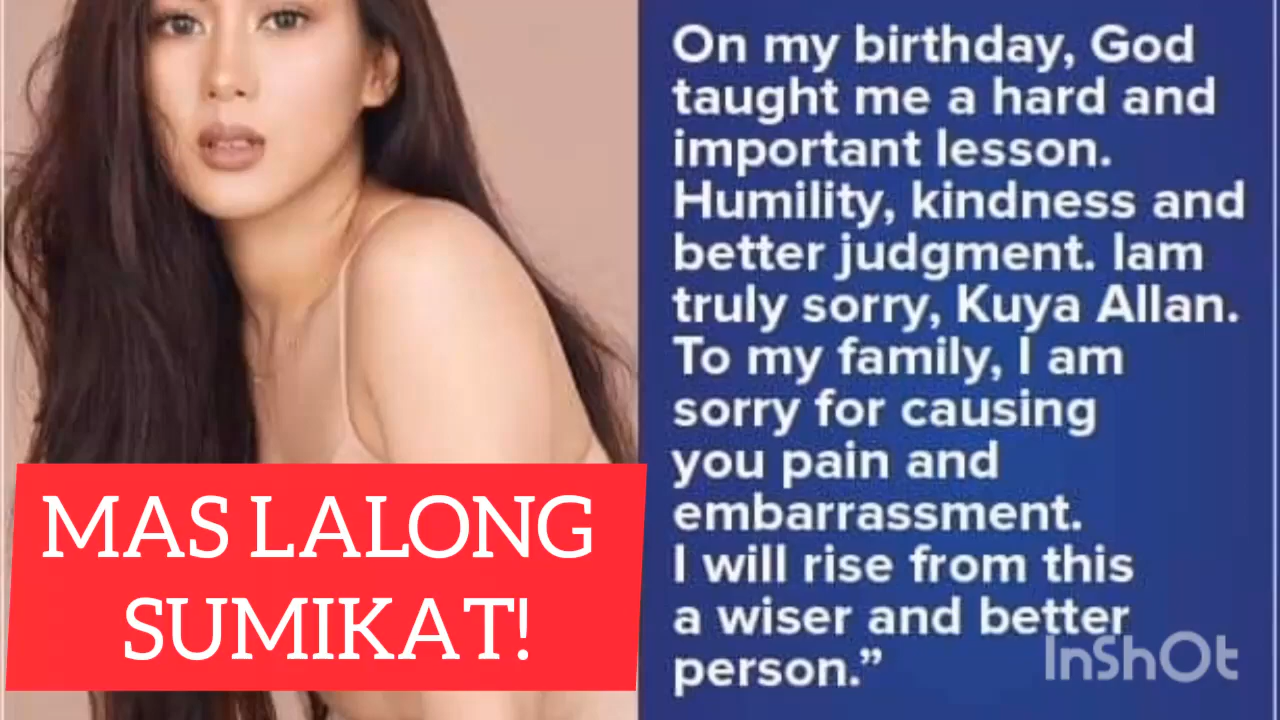 On my birthday, God
taught me a hard and
important lesson.
Humility, kindness and
better judgment. Iam
truly sorry, Kuya Allan.
To my family, I am
sorry for causing
you pain and
embarrassment.
I will rise from this
a wiser and better
person.”
MAS LALONG
SUMIKAT!
InShOt